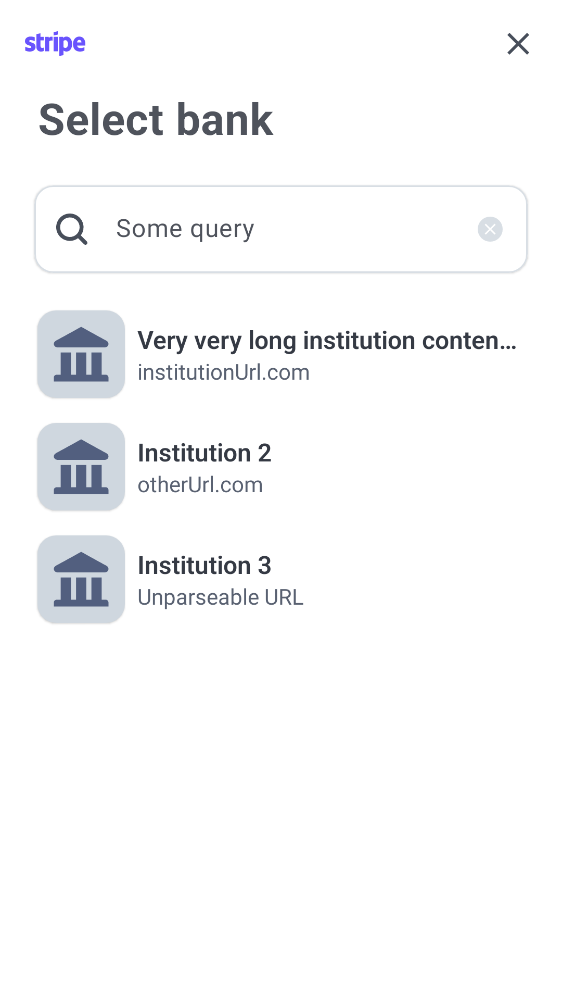 stripe
Select bank
Some query
Very very long institution conten...
institutionUrl.com
Institution 2
otherUrl.com
Institution 3
Unparseable URL